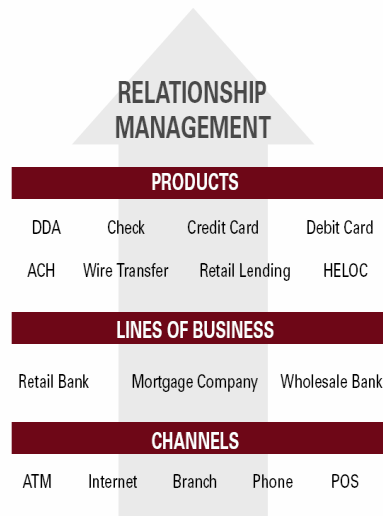 RELATIONSHIP
MANAGEMENT
PRODUCTS
DDA Check Credit Card Debit Card
ACH Wire Transfer Retail Lending HELOC
LINES OF BUSINESS
Retail Bank Mortgage Company Wholesale Bank
CHANNELS
ATM Internet Branch Phone POS